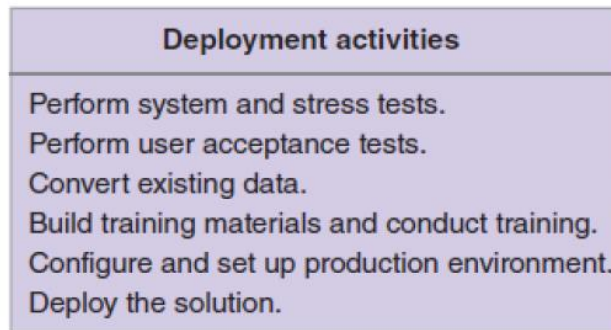 Deployment activities
Perform system and stress tests.
Perform user acceptance tests.
Convert existing data.
Build training materials and conduct training.
Configure and set up production environment.
Deploy the solution.